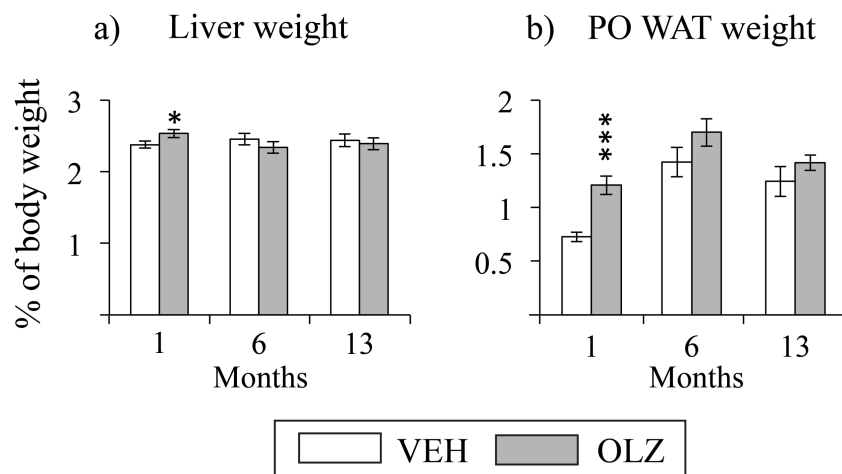 a) Liver weight
% of body weight
3
2
1
*
1 6 13
Months
b) PO WAT weight
2
1.5
1
0.5
***
1 6 13
Months
VEH OLZ